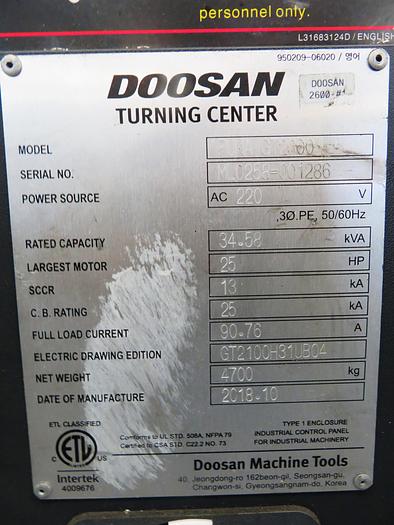 personnel only.
L31683124D / ENGLISH
950209-06020 / 영어
DOOSAN
DOOSAN
2600-#1
TURNING CENTER
MODEL
SERIAL NO.
POWER SOURCE AC 220 V
,3Ø.PE, 50/60Hz
RATED CAPACITY 34.58 kVA
LARGEST MOTOR 25 HP
SCCR 13 kA
C.B. RATING 25 kA
FULL LOAD CURRENT 90.76 A
ELECTRIC DRAWING EDITION GT2100H31UB04
NET WEIGHT 4700 kg
DATE OF MANUFACTURE 2018.10
ETL CLASSIFIED
ETL
C US
Intertek
4009676
Conforms to UL STD. 508A, NFPA 79
Certified to CSA STD. C22.2 NO. 73
TYPE 1 ENCLOSURE
INDUSTRIAL CONTROL PANEL
FOR INDUSTRIAL MACHINERY
Doosan Machine Tools
40, Jeongdong-ro 162beon-gil, Seongsan-gu,
Changwon-si, Gyeongsangnam-do, Korea